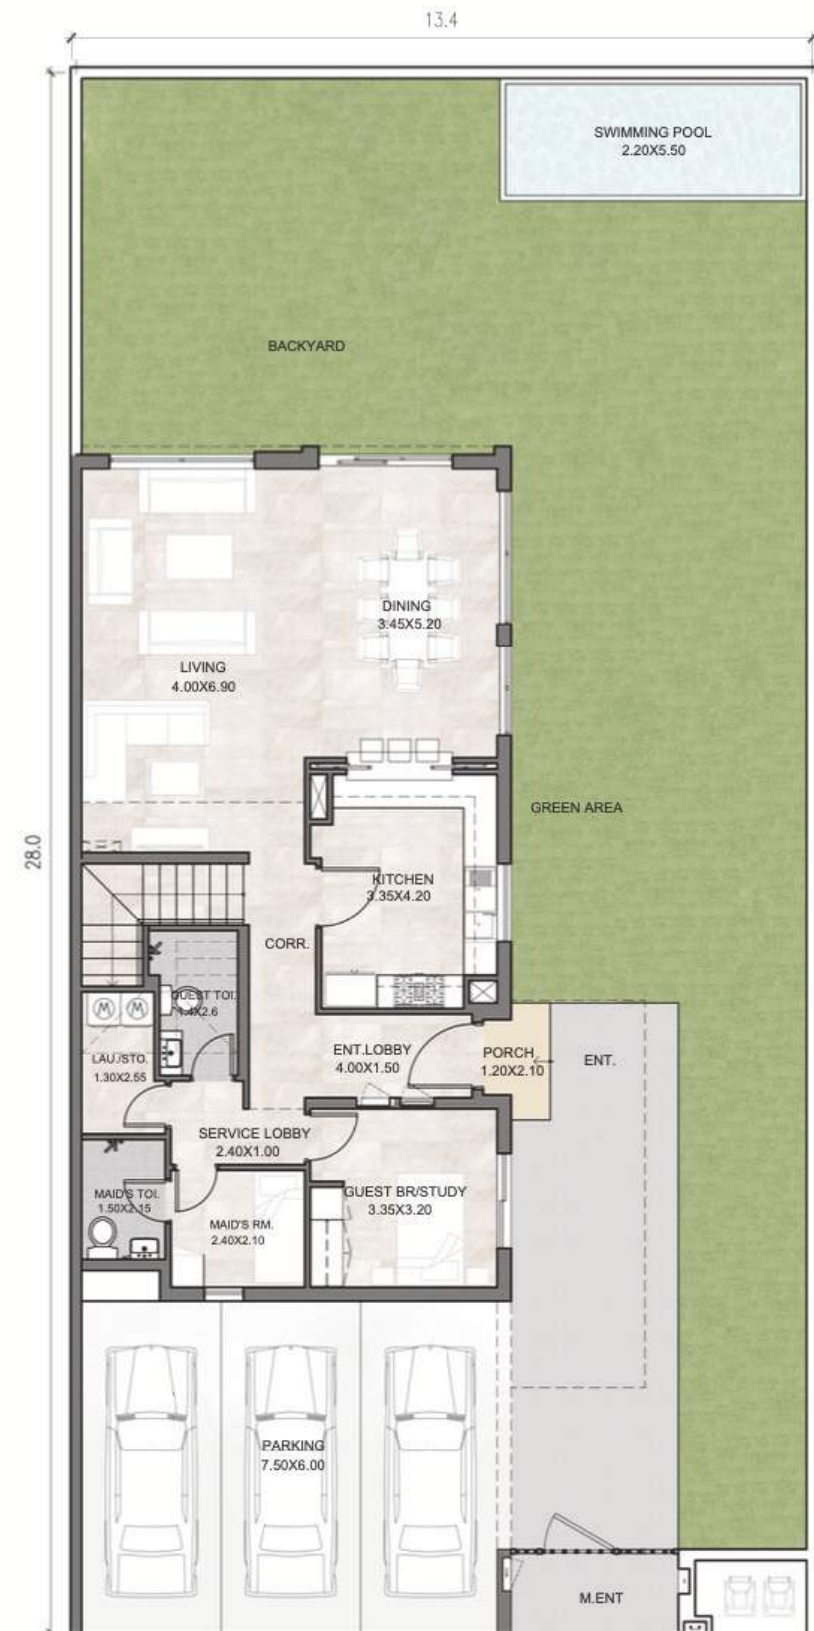 13.4
SWIMMING POOL
2.20X5.50
BACKYARD
DINING
3.45X5.20
LIVING
4.00X6.90
28.0
GREEN AREA
KITCHEN
3.35X4.20
CORR.
GUEST TOI.
1.4X2.6
M M
LAU./STO.
1.30X2.55
ENT.LOBBY
4.00X1.50
PORCH
1.20X2.10
ENT.
SERVICE LOBBY
2.40X1.00
MAID'S TOI.
1.50X2.15
MAID'S RM.
2.40X2.10
GUEST BR/STUDY
3.35X3.20
PARKING
7.50X6.00
M.ENT